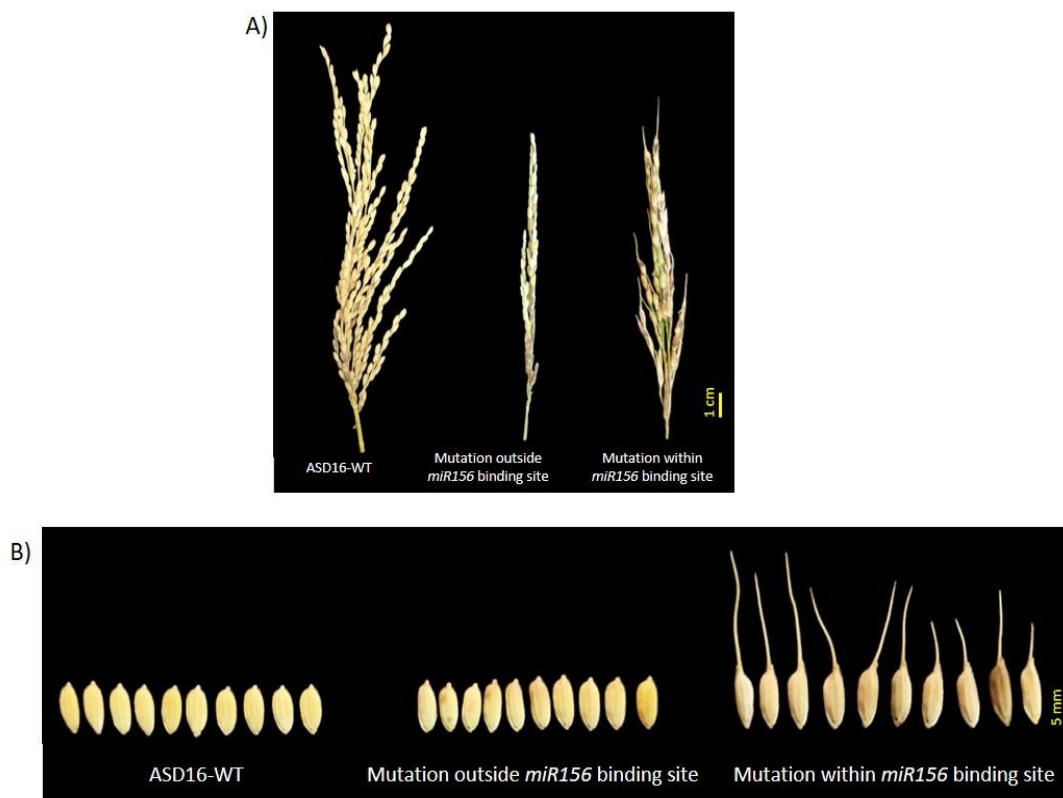 A)
ASD16-WT
Mutation outside
miR156 binding site
Mutation within
miR156 binding site
1 cm
B)
ASD16-WT
Mutation outside miR156 binding site
Mutation within miR156 binding site
5 mm